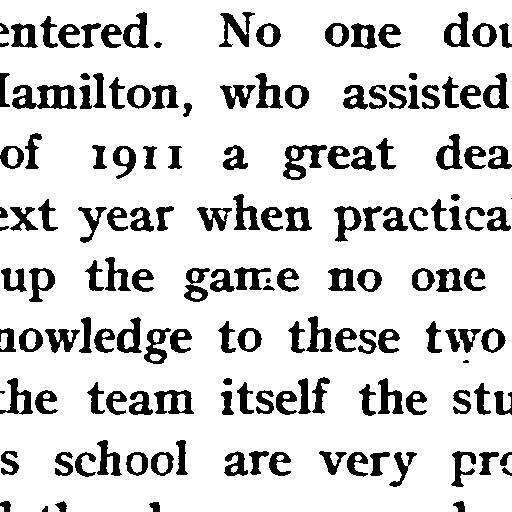 entered. No one dou
Hamilton, who assisted
of 1911 a great dea
ext year when practica
up the game no one
nowledge to these two
the team itself the stu
s school are very pro